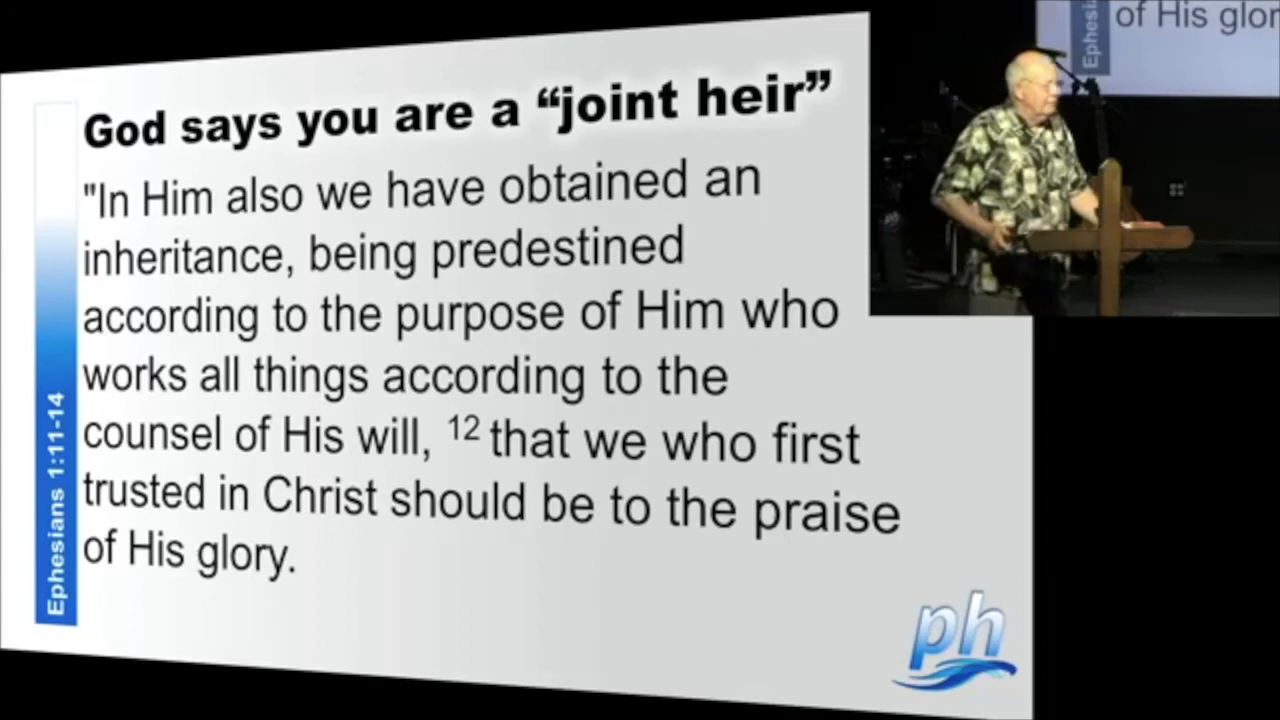 God says you are a “joint heir”
"In Him also we have obtained an
inheritance, being predestined
according to the purpose of Him who
works all things according to the
counsel of His will, 12 that we who first
trusted in Christ should be to the praise
of His glory.
Ephesians 1:11-14
ph
of His glor
Ephesi